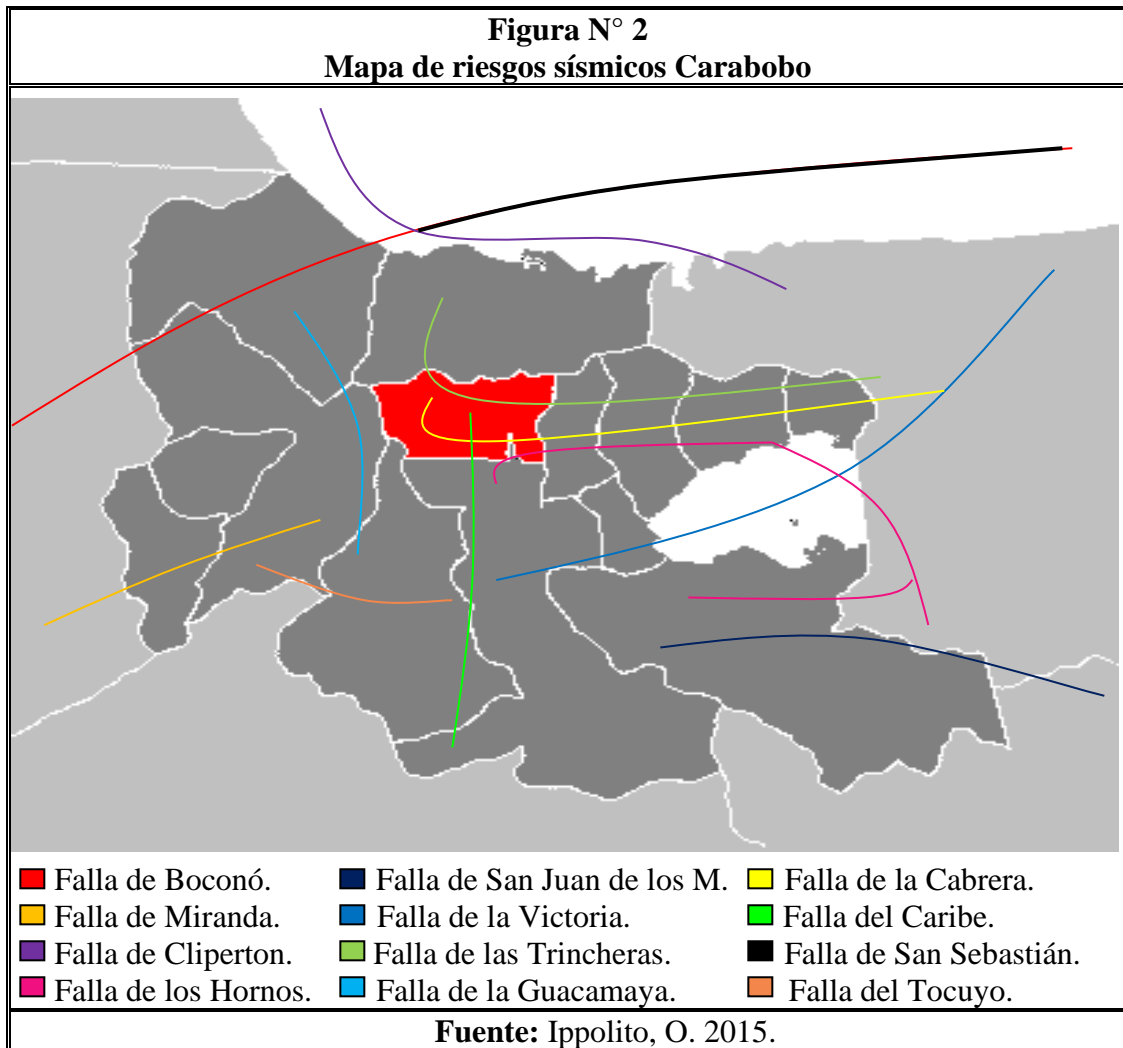 Figura N° 2
Mapa de riesgos sísmicos Carabobo
Falla de Boconó.
Falla de San Juan de los M.
Falla de la Cabrera.
Falla de Miranda.
Falla de la Victoria.
Falla del Caribe.
Falla de Cliperton.
Falla de las Trincheras.
Falla de San Sebastián.
Falla de los Hornos.
Falla de la Guacamaya.
Falla del Tocuyo.
Fuente: Ippolito, O. 2015.